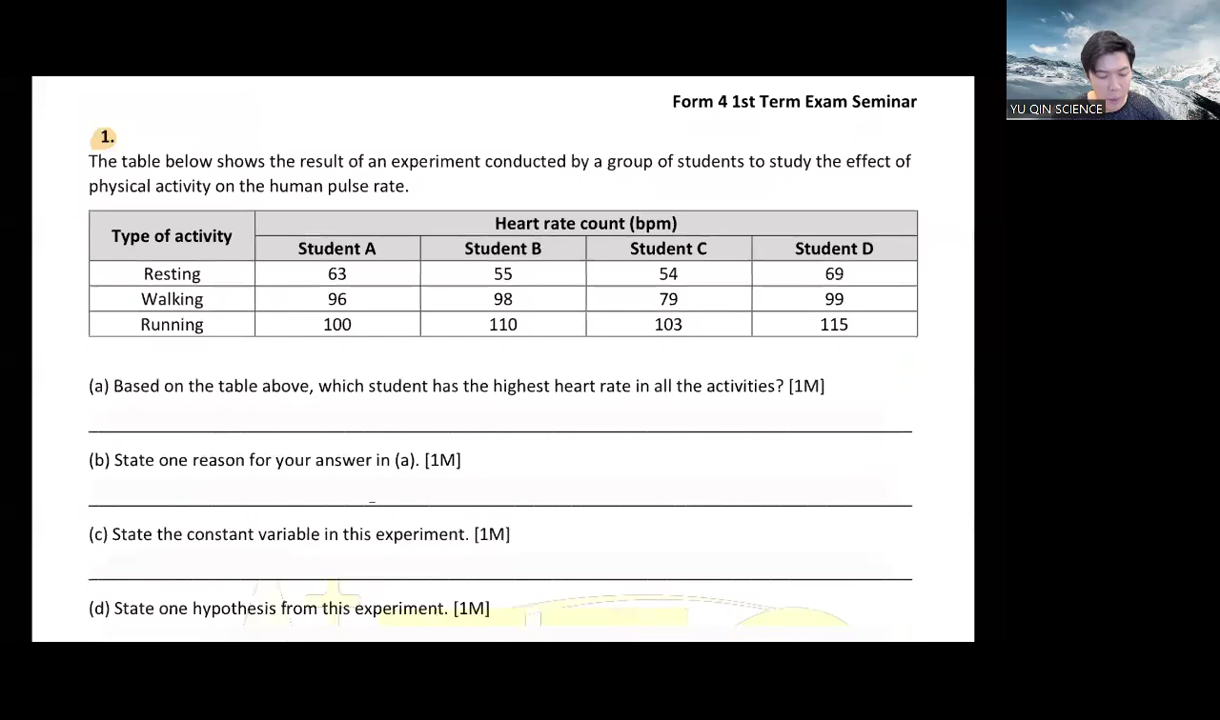 YU QIN SCIENCE
Form 4 1st Term Exam Seminar
1.
The table below shows the result of an experiment conducted by a group of students to study the effect of
physical activity on the human pulse rate.
Type of activity
Heart rate count (bpm)
Student A Student B Student C Student D
Resting 63 55 54 69
Walking 96 98 79 99
Running 100 110 103 115
(a) Based on the table above, which student has the highest heart rate in all the activities? [1M]
(b) State one reason for your answer in (a). [1M]
(c) State the constant variable in this experiment. [1M]
(d) State one hypothesis from this experiment. [1M]